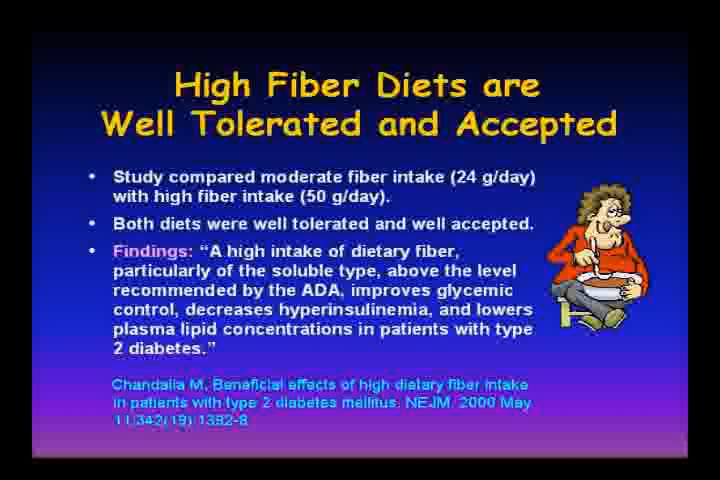 High Fiber Diets are
Well Tolerated and Accepted
• Study compared moderate fiber intake (24 g/day)
with high fiber intake (50 g/day).
• Both diets were well tolerated and well accepted.
• Findings: “A high intake of dietary fiber,
particularly of the soluble type, above the level
recommended by the ADA, improves glycemic
control, decreases hyperinsulinemia, and lowers
plasma lipid concentrations in patients with type
2 diabetes.”
Chandalia M, Beneficial effects of high dietary fiber intake
in patients with type 2 diabetes mellitus. NEJM. 2000 May
11;342(19):1392-8